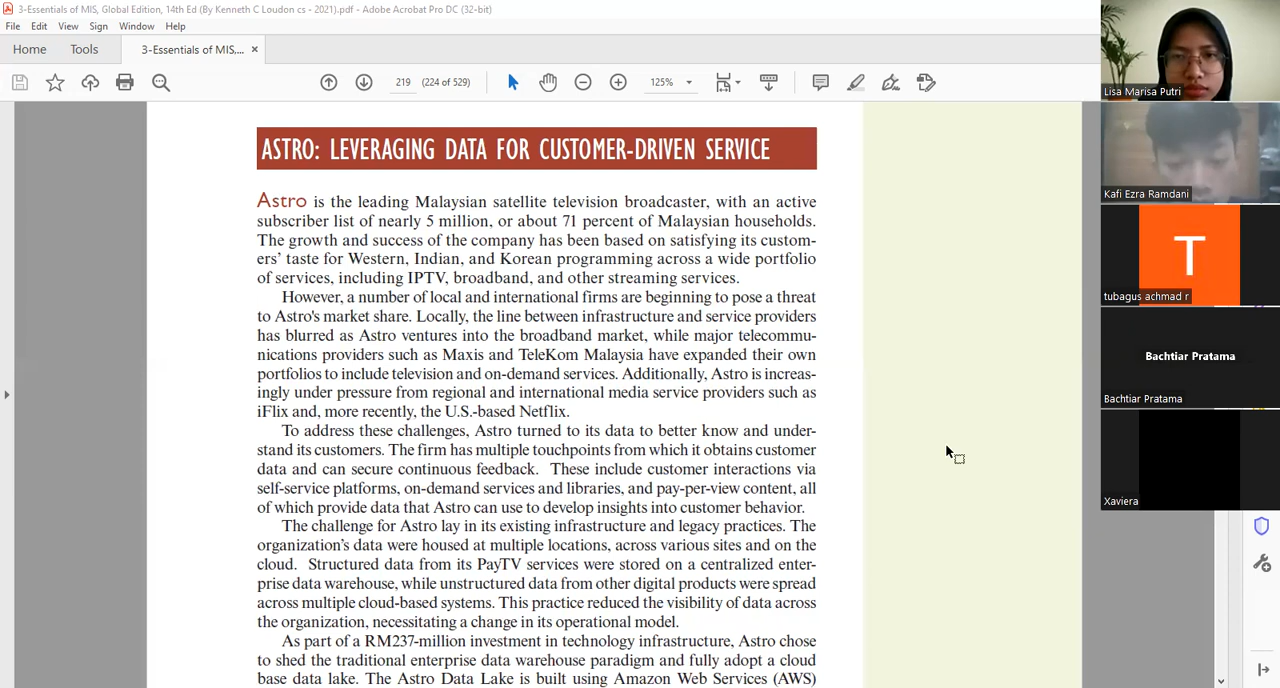 3-Essentials of MIS, Global Edition, 14th Ed (By Kenneth C Loudon cs - 2021).pdf - Adobe Acrobat Pro DC (32-bit)
File Edit View Sign Window Help
Home Tools 3-Essentials of MIS,... ×
219 (224 of 529) 125%
ASTRO: LEVERAGING DATA FOR CUSTOMER-DRIVEN SERVICE
Astro is the leading Malaysian satellite television broadcaster, with an active
subscriber list of nearly 5 million, or about 71 percent of Malaysian households.
The growth and success of the company has been based on satisfying its custom-
ers' taste for Western, Indian, and Korean programming across a wide portfolio
of services, including IPTV, broadband, and other streaming services.
However, a number of local and international firms are beginning to pose a threat
to Astro's market share. Locally, the line between infrastructure and service providers
has blurred as Astro ventures into the broadband market, while major telecommu-
nications providers such as Maxis and TeleKom Malaysia have expanded their own
portfolios to include television and on-demand services. Additionally, Astro is increas-
ingly under pressure from regional and international media service providers such as
iFlix and, more recently, the U.S.-based Netflix.
To address these challenges, Astro turned to its data to better know and under-
stand its customers. The firm has multiple touchpoints from which it obtains customer
data and can secure continuous feedback. These include customer interactions via
self-service platforms, on-demand services and libraries, and pay-per-view content, all
of which provide data that Astro can use to develop insights into customer behavior.
The challenge for Astro lay in its existing infrastructure and legacy practices. The
organization's data were housed at multiple locations, across various sites and on the
cloud. Structured data from its PayTV services were stored on a centralized enter-
prise data warehouse, while unstructured data from other digital products were spread
across multiple cloud-based systems. This practice reduced the visibility of data across
the organization, necessitating a change in its operational model.
As part of a RM237-million investment in technology infrastructure, Astro chose
to shed the traditional enterprise data warehouse paradigm and fully adopt a cloud
base data lake. The Astro Data Lake is built using Amazon Web Services (AWS)
Lisa Marisa Putri
Kafi Ezra Ramdani
T
tubagus achmad r
Bachtiar Pratama
Bachtiar Pratama
Xaviera